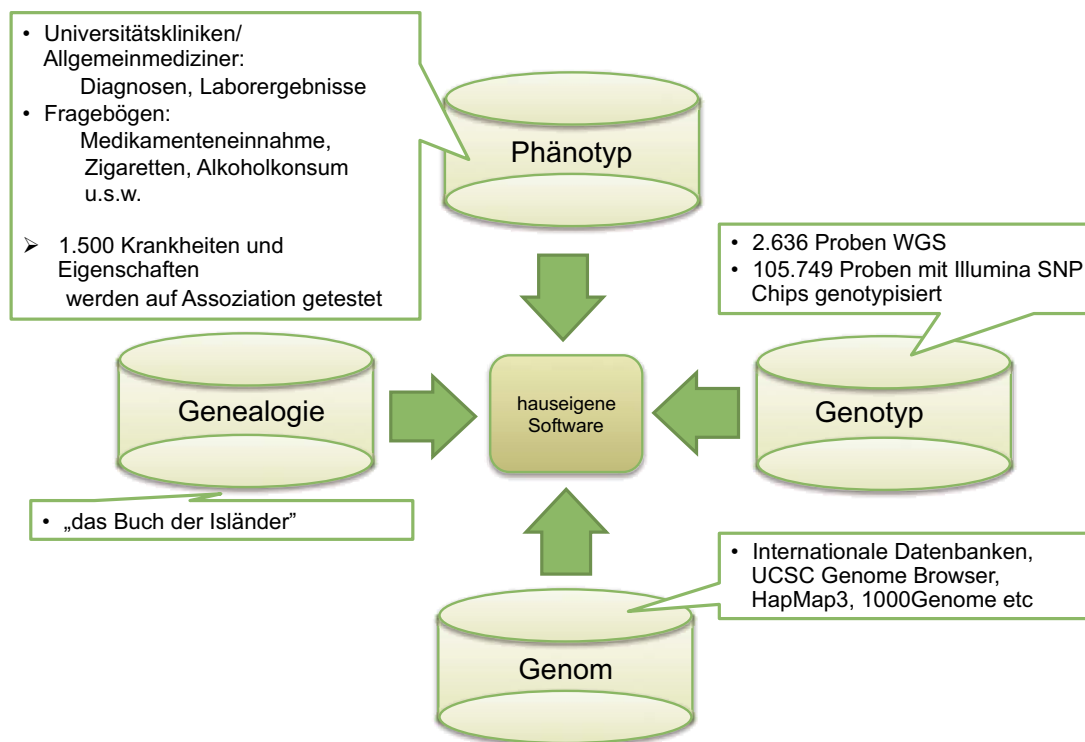 • Universitätskliniken/
Allgemeinmediziner:
Diagnosen, Laborergebnisse
• Fragebögen:
Medikamenteneinnahme,
Zigaretten, Alkoholkonsum
u.s.w.
➢ 1.500 Krankheiten und
Eigenschaften
werden auf Assoziation getestet
Phänotyp
• 2.636 Proben WGS
• 105.749 Proben mit Illumina SNP
Chips genotypisiert
Genealogie
hauseigene
Software
Genotyp
• „das Buch der Isländer”
• Internationale Datenbanken,
UCSC Genome Browser,
HapMap3, 1000Genome etc
Genom